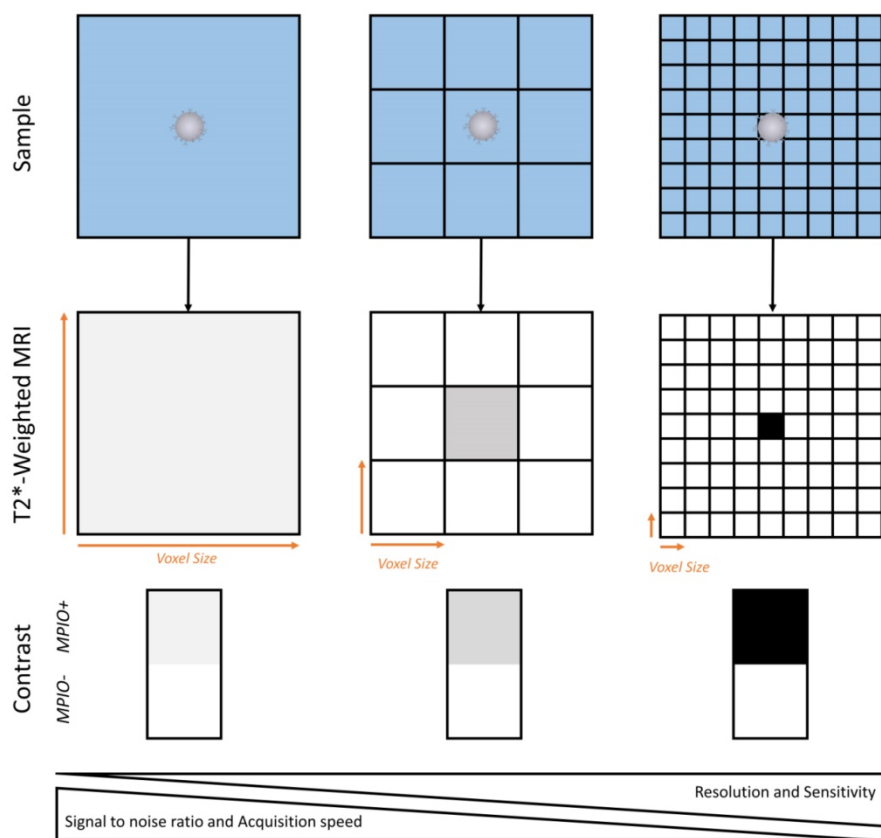 Sample
T2*-Weighted MRI
Voxel Size
Voxel Size
Voxel Size
Contrast
MPIO+
MPIO-
Resolution and Sensitivity
Signal to noise ratio and Acquisition speed